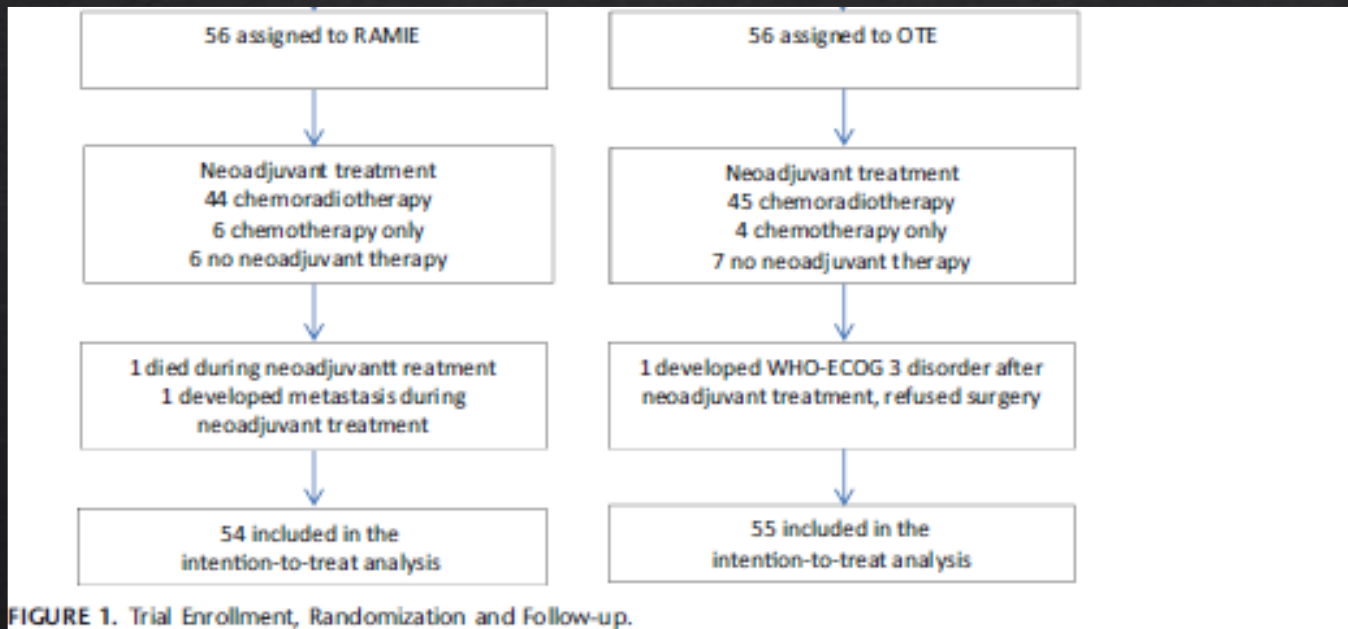 56 assigned to RAMIE
56 assigned to OTE
Neoadjuvant treatment
44 chemoradiotherapy
6 chemotherapy only
6 no neoadjuvant therapy
Neoadjuvant treatment
45 chemoradiotherapy
4 chemotherapy only
7 no neoadjuvant therapy
1 died during neoadjuvantt reatment
1 developed metastasis during
neoadjuvant treatment
1 developed WHO-ECOG 3 disorder after
neoadjuvant treatment, refused surgery
54 included in the
intention-to-treat analysis
55 included in the
intention-to-treat analysis
FIGURE 1. Trial Enrollment, Randomization and Follow-up.